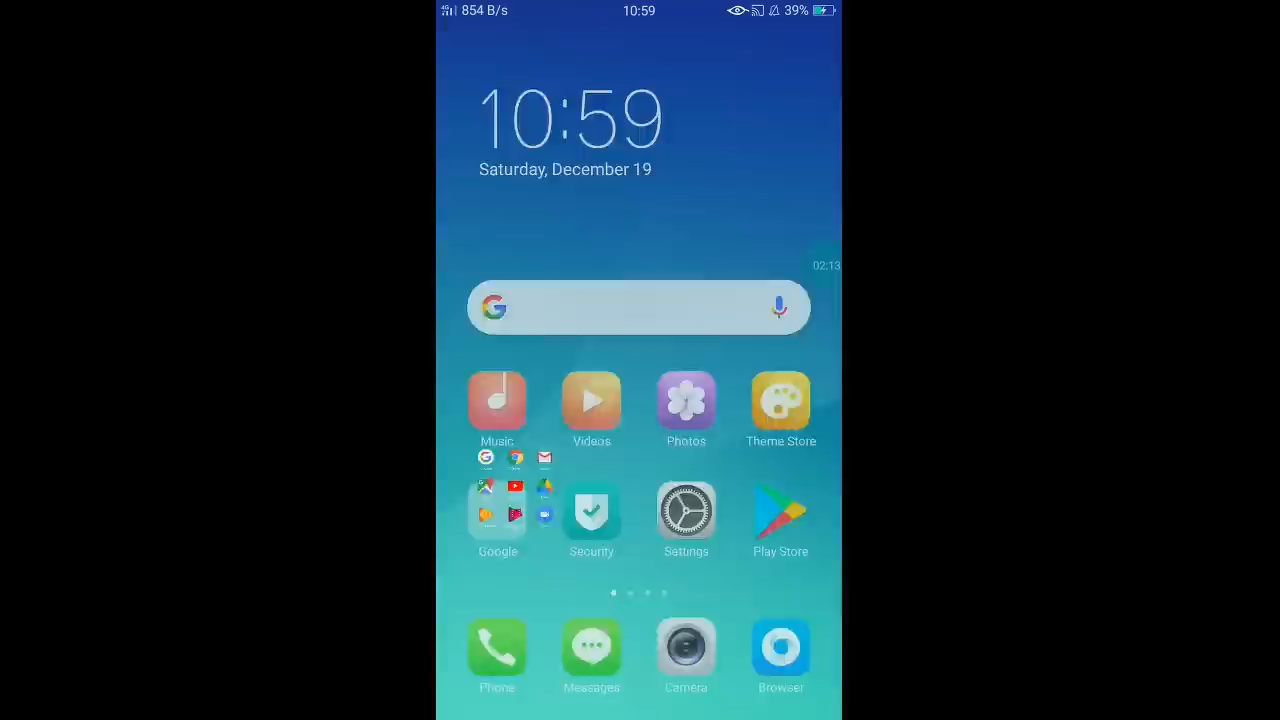 4G 854 B/s 10:59 39%
10:59
Saturday, December 19
02:13
Music Videos Photos Theme Store
Google Security Settings Play Store
Phone Messages Camera Browser